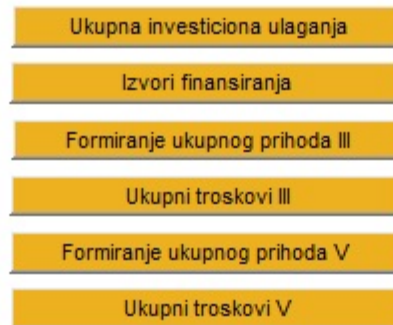 Ukupna investiciona ulaganja
Izvori finansiranja
Formiranje ukupnog prihoda III
Ukupni troskovi III
Formiranje ukupnog prihoda V
Ukupni troskovi V